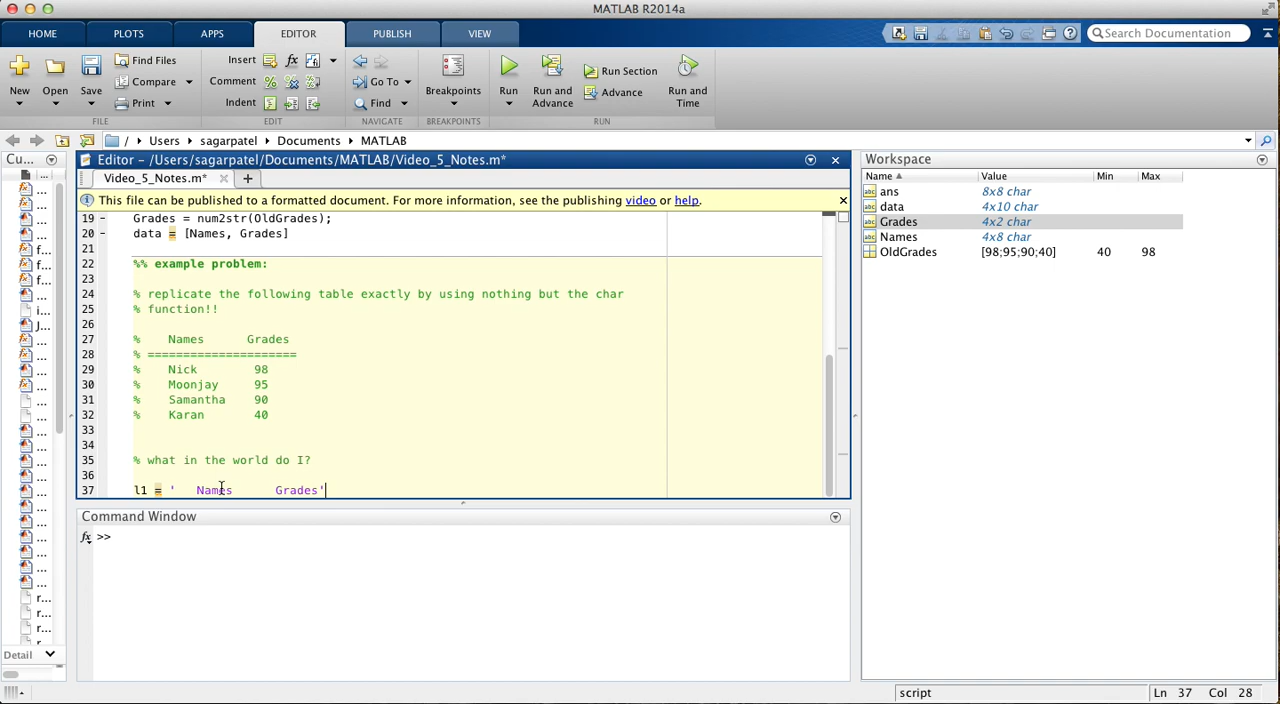 MATLAB R2014a
HOME PLOTS APPS EDITOR PUBLISH VIEW Search Documentation
New Open Save Find Files Compare Print
Insert Comment Indent fx
Go To Find
Breakpoints
Run Run and Advance Run Section Advance Run and Time
FILE EDIT NAVIGATE BREAKPOINTS RUN
/ Users sagarpatel Documents MATLAB
Cu...
Editor - /Users/sagarpatel/Documents/MATLAB/Video_5_Notes.m*
Video_5_Notes.m*
This file can be published to a formatted document. For more information, see the publishing video or help.
19 - Grades = num2str(OldGrades);
20 - data = [Names, Grades]
21
22 %% example problem:
23
24 % replicate the following table exactly by using nothing but the char
25 % function!!
26
27 %    Names      Grades
28 % =====================
29 %    Nick        98
30 %    Moonjay     95
31 %    Samantha    90
32 %    Karan       40
33
34
35 % what in the world do I?
36
37 l1 = '   Names      Grades'
Command Window
fx >>
Detail
Workspace
Name Value Min Max
ans 8x8 char
data 4x10 char
Grades 4x2 char
Names 4x8 char
OldGrades [98;95;90;40] 40 98
script Ln 37 Col 28